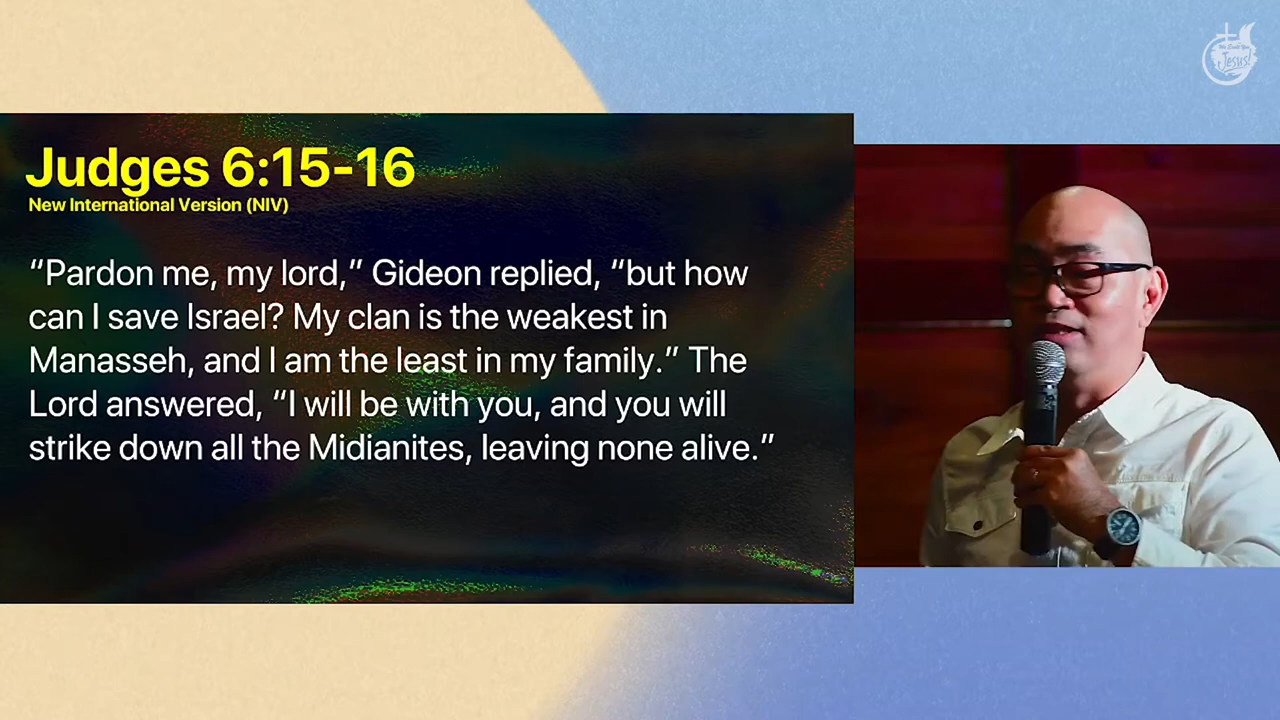 Judges 6:15-16
New International Version (NIV)
“Pardon me, my lord,” Gideon replied, “but how
can I save Israel? My clan is the weakest in
Manasseh, and I am the least in my family.” The
Lord answered, “I will be with you, and you will
strike down all the Midianites, leaving none alive.”
Jesus!